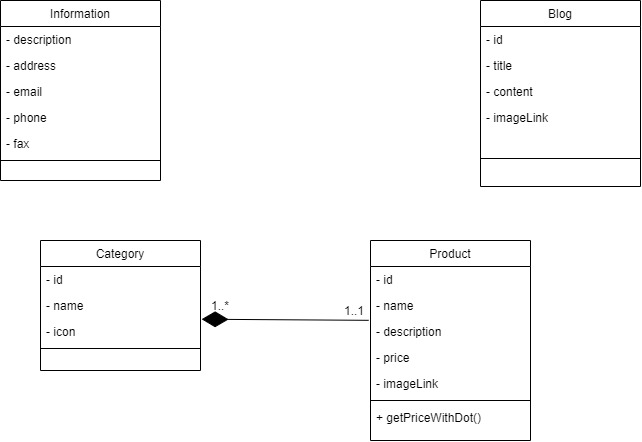 Information
- description
- address
- email
- phone
- fax
Blog
- id
- title
- content
- imageLink
Category
- id
- name
- icon
1..*
1..1
Product
- id
- name
- description
- price
- imageLink
+ getPriceWithDot()